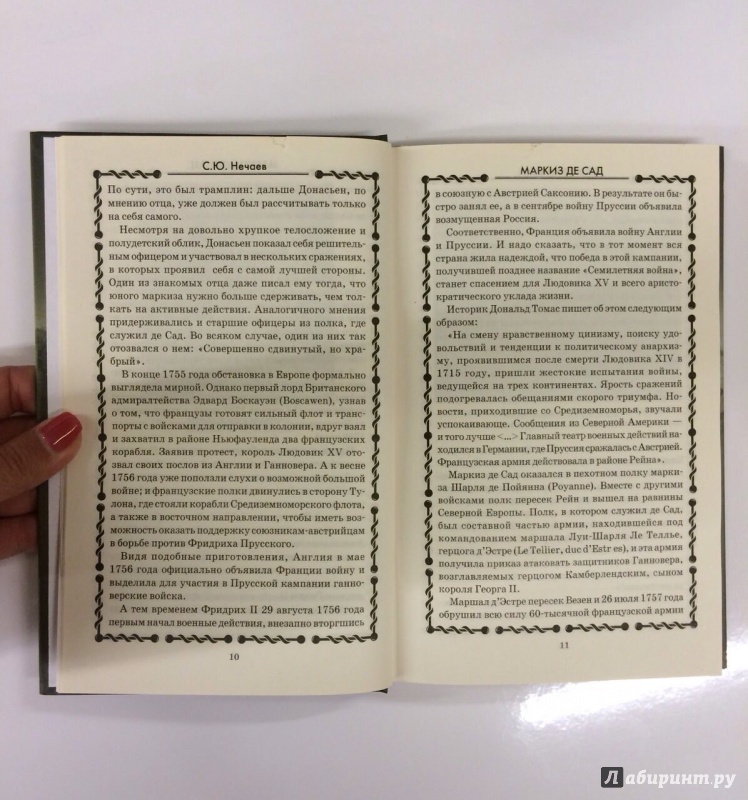 С.Ю. Нечаев
По сути, это был трамплин: дальше Донасьен, по
мнению отца, уже должен был рассчитывать только
на себя самого.
Несмотря на довольно хрупкое телосложение и
полудетский облик, Донасьен показал себя решитель-
ным офицером и участвовал в нескольких сражениях,
в которых проявил себя с самой лучшей стороны.
Один из знакомых отца даже писал ему тогда, что
юного маркиза нужно больше сдерживать, чем тол-
кать на активные действия. Аналогичного мнения
придерживались и старшие офицеры из полка, где
служил де Сад. Во всяком случае, один из них так
отозвался о нем: «Совершенно сдвинутый, но храб-
рый».
В конце 1755 года обстановка в Европе формально
выглядела мирной. Однако первый лорд Британского
адмиралтейства Эдвард Боскауэн (Boscawen), узнав
о том, что французы готовят сильный флот и транс-
порты с войсками для отправки в колонии, вдруг взял
и захватил в районе Ньюфауленда два французских
корабля. Заявив протест, король Людовик XV ото-
звал своих послов из Англии и Ганновера. А к весне
1756 года уже поползли слухи о возможной большой
войне; и французские полки двинулись в сторону Ту-
лона, где стояли корабли Средиземноморского флота,
а также в восточном направлении, чтобы иметь воз-
можность оказать поддержку союзникам-австрийцам
в борьбе против Фридриха Прусского.
Видя подобные приготовления, Англия в мае
1756 года официально объявила Франции войну и
выделила для участия в Прусской кампании ганно-
верские войска.
А тем временем Фридрих II 29 августа 1756 года
первым начал военные действия, внезапно вторгшись
10
МАРКИЗ ДЕ САД
в союзную с Австрией Саксонию. В результате он бы-
стро занял ее, а в сентябре войну Пруссии объявила
возмущенная Россия.
Соответственно, Франция объявила войну Англии
и Пруссии. И надо сказать, что в тот момент вся
страна жила надеждой, что победа в этой кампании,
получившей позднее название «Семилетняя война»,
станет спасением для Людовика XV и всего аристо-
кратического уклада жизни.
Историк Дональд Томас пишет об этом следующим
образом:
«На смену нравственному цинизму, поиску удо-
вольствий и тенденции к политическому анархиз-
му, проявившимся после смерти Людовика XIV в
1715 году, пришли жестокие испытания войны,
ведущейся на трех континентах. Ярость сражений
подогревалась обещаниями скорого триумфа. Но-
вости, приходившие со Средиземноморья, звучали
успокаивающе. Сообщения из Северной Америки —
и того лучше <...> Главный театр военных действий на-
ходился в Германии, где Пруссия сражалась с Австрией.
Французская армия действовала в районе Рейна».
Маркиз де Сад оказался в пехотном полку марки-
за Шарля де Пойянна (Poyanne). Вместе с другими
войсками полк пересек Рейн и вышел на равнины
Северной Европы. Полк, в котором служил де Сад,
был составной частью армии, находившейся под
командованием маршала Луи-Шарля Ле Теллье,
герцога д’Эстре (Le Tellier, duc d’Estr es), и эта армия
получила приказ атаковать защитников Ганновера,
возглавляемых герцогом Камберлендским, сыном
короля Георга II.
Маршал д’Эстре пересек Везен и 26 июля 1757 года
обрушил всю силу 60-тысячной французской армии
11
Лабиринт.ру